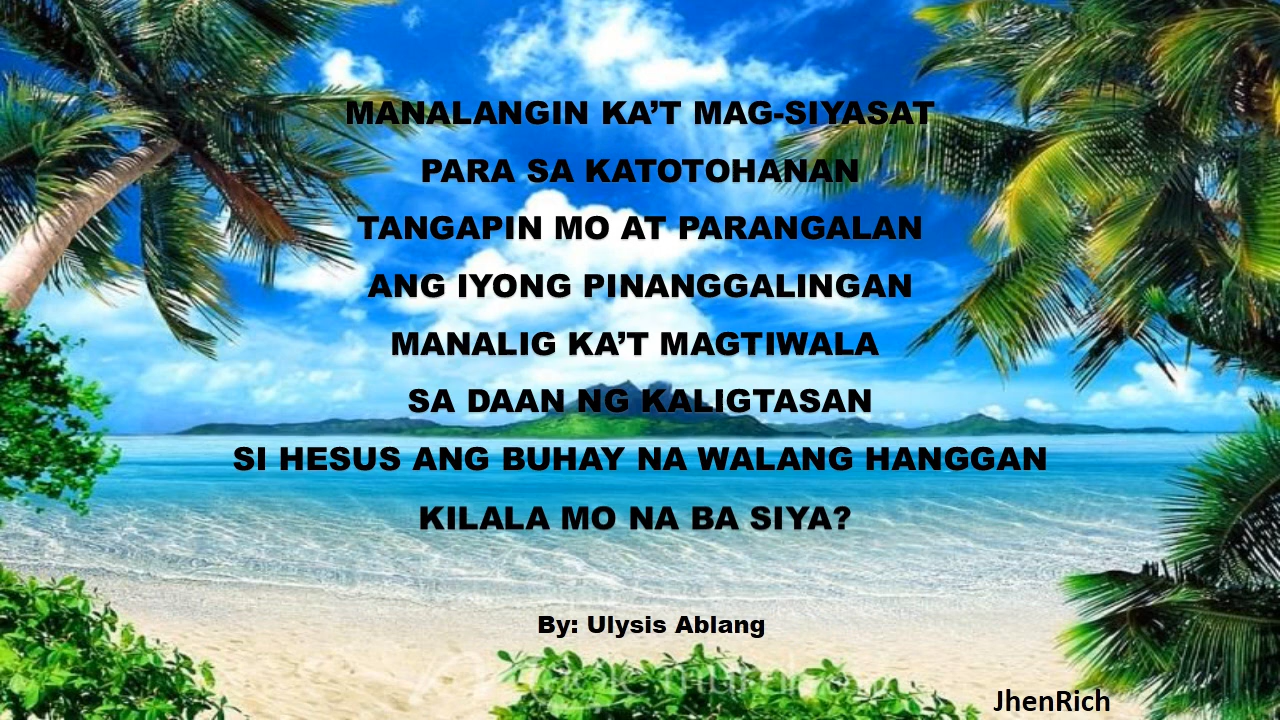 MANALANGIN KA’T MAG-SIYASAT
PARA SA KATOTOHANAN
TANGAPIN MO AT PARANGALAN
ANG IYONG PINANGGALINGAN
MANALIG KA’T MAGTIWALA
SA DAAN NG KALIGTASAN
SI HESUS ANG BUHAY NA WALANG HANGGAN
KILALA MO NA BA SIYA?
By: Ulysis Ablang
JhenRich